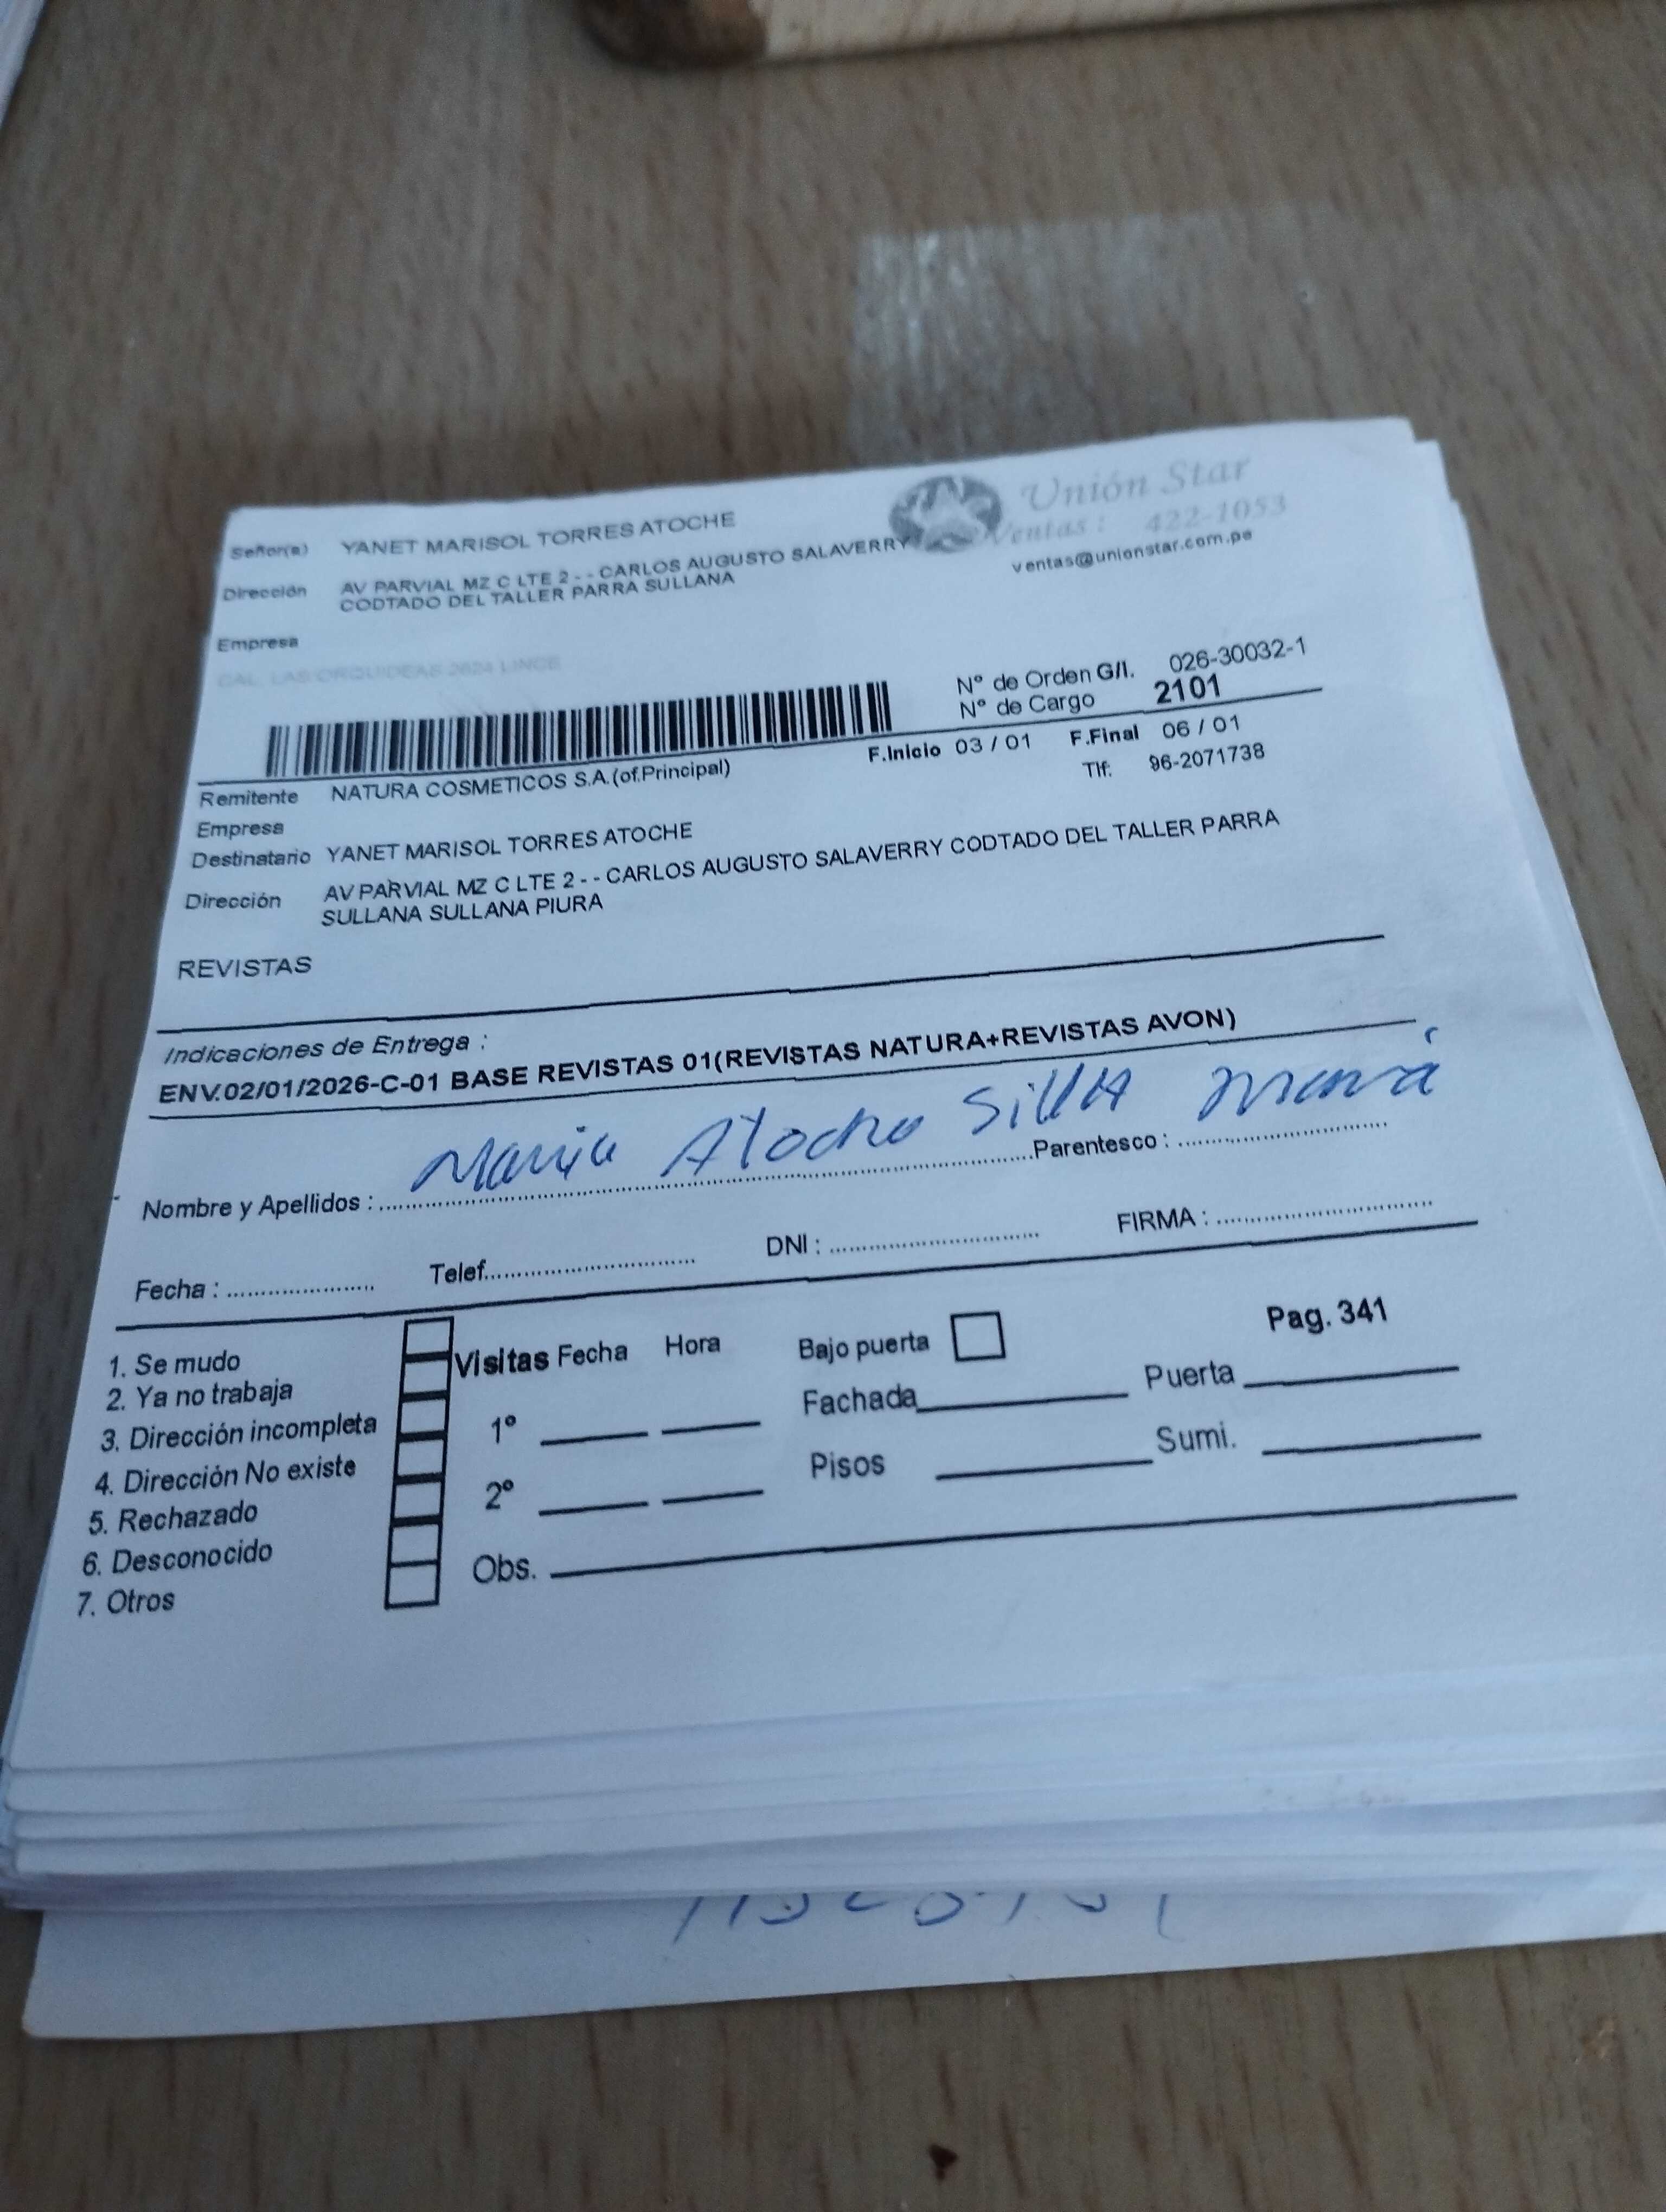 Unión Star
Ventas : 422-1053
ventas@unionstar.com.pe
Señor(a) YANET MARISOL TORRES ATOCHE
Dirección AV PARVIAL MZ C LTE 2 - - CARLOS AUGUSTO SALAVERRY
CODTADO DEL TALLER PARRA SULLANA
Empresa
CAL. LAS ORQUIDEAS 2624 LINCE
N° de Orden G/I. 026-30032-1
N° de Cargo 2101
F.Inicio 03 / 01 F.Final 06 / 01
Tlf: 96-2071738
Remitente NATURA COSMETICOS S.A.(of.Principal)
Empresa
Destinatario YANET MARISOL TORRES ATOCHE
Dirección AV PARVIAL MZ C LTE 2 - - CARLOS AUGUSTO SALAVERRY CODTADO DEL TALLER PARRA
SULLANA SULLANA PIURA
REVISTAS
Indicaciones de Entrega :
ENV.02/01/2026-C-01 BASE REVISTAS 01(REVISTAS NATURA+REVISTAS AVON)
Nombre y Apellidos : Maria Atoche Parentesco : Mamá
Fecha : Telef. DNI : FIRMA :
1. Se mudo
2. Ya no trabaja
3. Dirección incompleta
4. Dirección No existe
5. Rechazado
6. Desconocido
7. Otros
Visitas Fecha Hora
1°
2°
Obs.
Bajo puerta Pag. 341
Fachada Puerta
Pisos Sumi.